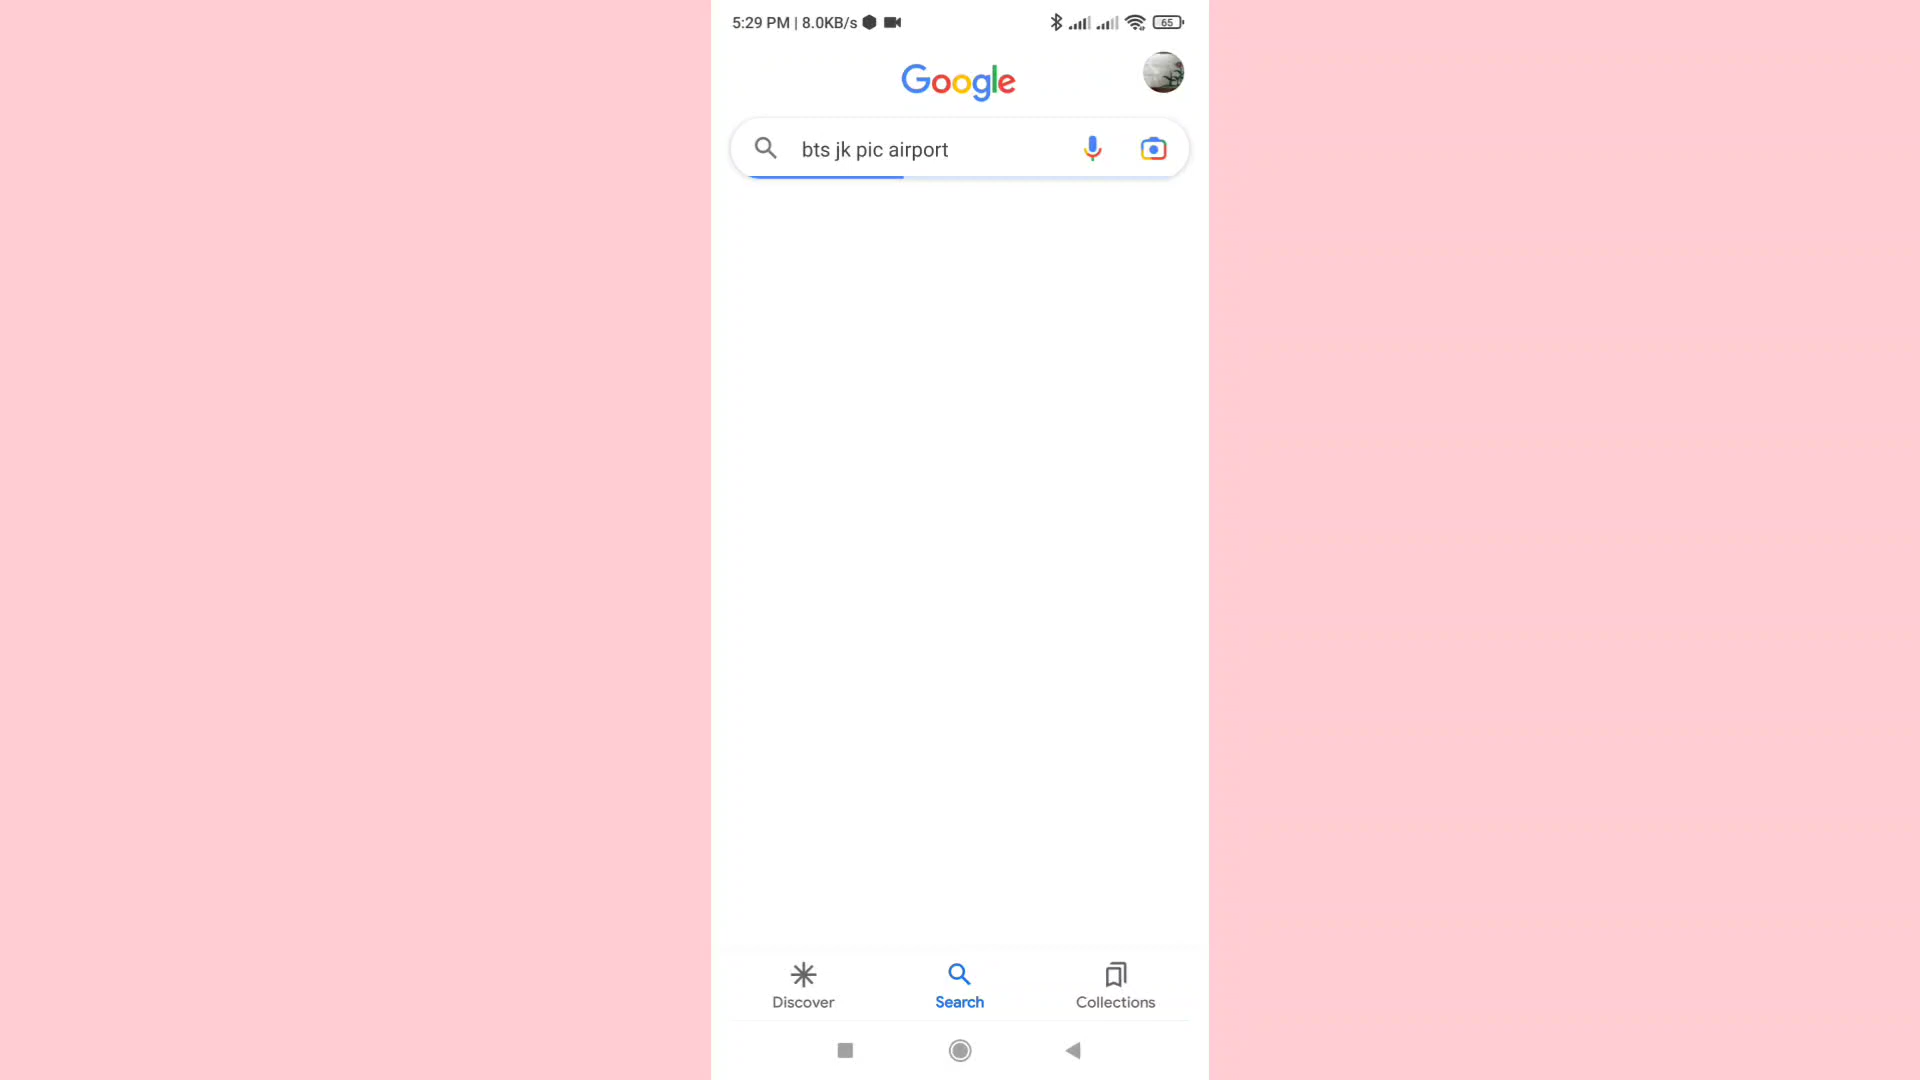 5:29 PM | 8.0KB/s
65
Google
bts jk pic airport
Discover
Search
Collections